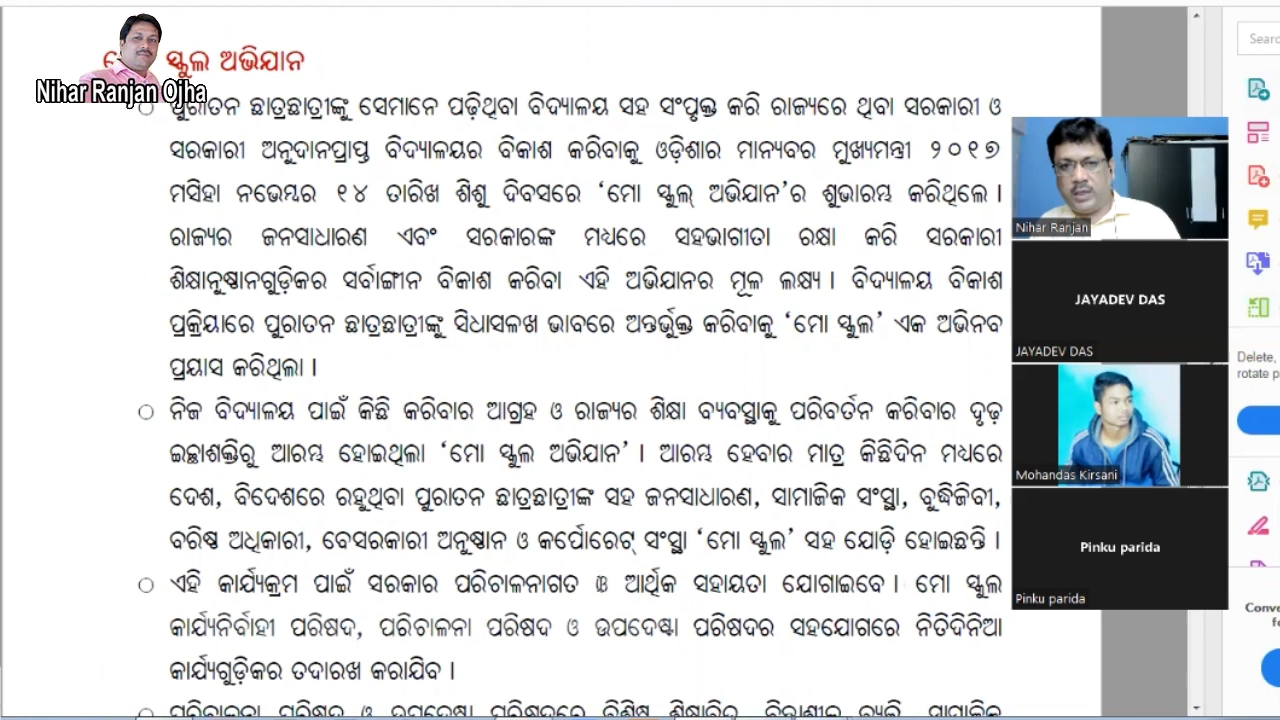 ସ୍କୁଲ ଅଭିଯାନ
Nihar Ranjan Ojha
ପୁରାତନ ଛାତ୍ରଛାତ୍ରୀଙ୍କୁ ସେମାନେ ପଢ଼ିଥିବା ବିଦ୍ୟାଳୟ ସହ ସଂପୃକ୍ତ କରି ରାଜ୍ୟରେ ଥିବା ସରକାରୀ ଓ
ସରକାରୀ ଅନୁଦାନପ୍ରାପ୍ତ ବିଦ୍ୟାଳୟର ବିକାଶ କରିବାକୁ ଓଡ଼ିଶାର ମାନ୍ୟବର ମୁଖ୍ୟମନ୍ତ୍ରୀ ୨୦୧୭
ମସିହା ନଭେମ୍ବର ୧୪ ତାରିଖ ଶିଶୁ ଦିବସରେ ‘ମୋ ସ୍କୁଲ୍ ଅଭିଯାନ’ର ଶୁଭାରମ୍ଭ କରିଥିଲେ ।
ରାଜ୍ୟର ଜନସାଧାରଣ ଏବଂ ସରକାରଙ୍କ ମଧ୍ୟରେ ସହଭାଗୀତା ରକ୍ଷା କରି ସରକାରୀ
ଶିକ୍ଷାନୁଷ୍ଠାନଗୁଡ଼ିକର ସର୍ବାଙ୍ଗୀନ ବିକାଶ କରିବା ଏହି ଅଭିଯାନର ମୂଳ ଲକ୍ଷ୍ୟ । ବିଦ୍ୟାଳୟ ବିକାଶ
ପ୍ରକ୍ରିୟାରେ ପୁରାତନ ଛାତ୍ରଛାତ୍ରୀଙ୍କୁ ସିଧାସଳଖ ଭାବରେ ଅନ୍ତର୍ଭୁକ୍ତ କରିବାକୁ ‘ମୋ ସ୍କୁଲ’ ଏକ ଅଭିନବ
ପ୍ରୟାସ କରିଥିଲା ।
ନିଜ ବିଦ୍ୟାଳୟ ପାଇଁ କିଛି କରିବାର ଆଗ୍ରହ ଓ ରାଜ୍ୟର ଶିକ୍ଷା ବ୍ୟବସ୍ଥାକୁ ପରିବର୍ତନ କରିବାର ଦୃଢ଼
ଇଚ୍ଛାଶକ୍ତିରୁ ଆରମ୍ଭ ହୋଇଥିଲା ‘ମୋ ସ୍କୁଲ ଅଭିଯାନ’ । ଆରମ୍ଭ ହେବାର ମାତ୍ର କିଛିଦିନ ମଧ୍ୟରେ
ଦେଶ, ବିଦେଶରେ ରହୁଥିବା ପୁରାତନ ଛାତ୍ରଛାତ୍ରୀଙ୍କ ସହ ଜନସାଧାରଣ, ସାମାଜିକ ସଂସ୍ଥା, ବୁଦ୍ଧିଜିବୀ,
ବରିଷ୍ଠ ଅଧିକାରୀ, ବେସରକାରୀ ଅନୁଷ୍ଠାନ ଓ କର୍ପୋରେଟ୍ ସଂସ୍ଥା ‘ମୋ ସ୍କୁଲ’ ସହ ଯୋଡ଼ି ହୋଇଛନ୍ତି ।
ଏହି କାର୍ଯ୍ୟକ୍ରମ ପାଇଁ ସରକାର ପରିଚାଳନାଗତ ଆର୍ଥିକ ସହାୟତା ଯୋଗାଇବେ । ମୋ ସ୍କୁଲ
କାର୍ଯ୍ୟନିର୍ବାହୀ ପରିଷଦ, ପରିଚାଳନା ପରିଷଦ ଓ ଉପଦେଷ୍ଟା ପରିଷଦର ସହଯୋଗରେ ନିତିଦିନିଆ
କାର୍ଯ୍ୟଗୁଡ଼ିକର ତଦାରଖ କରାଯିବ ।
Nihar Ranjan
JAYADEV DAS
JAYADEV DAS
Mohandas Kirsani
Pinku parida
Pinku parida
Delete,